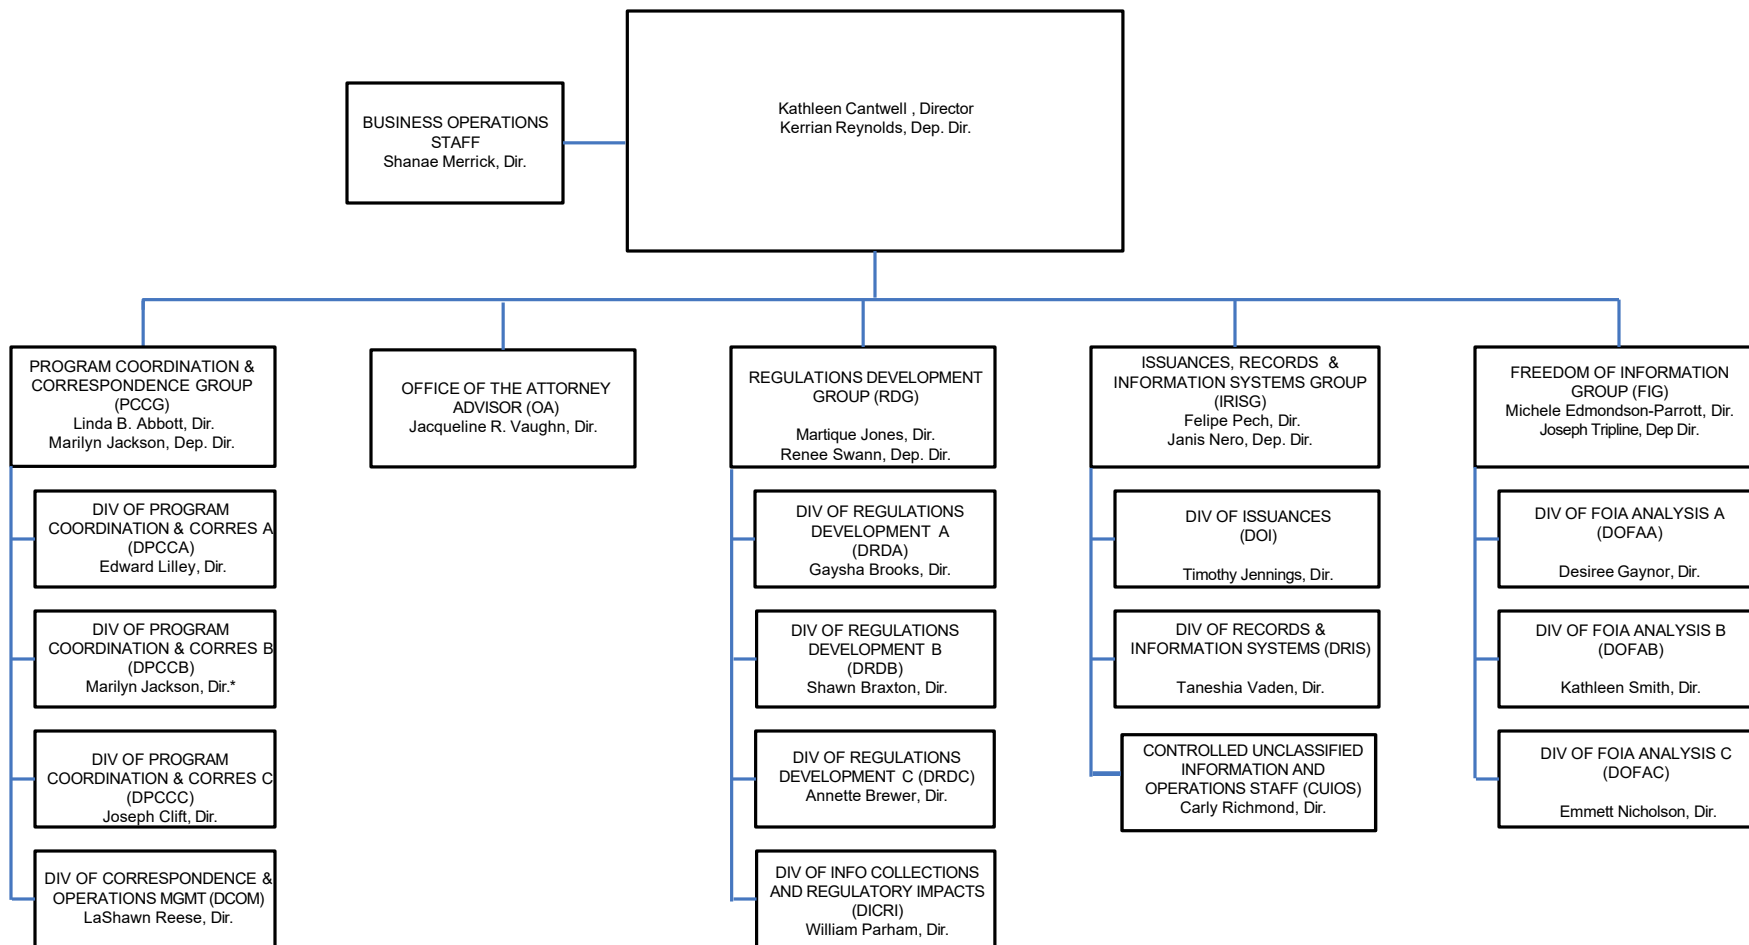 Kathleen Cantwell , Director
Kerrian Reynolds, Dep. Dir.
BUSINESS OPERATIONS
STAFF
Shanae Merrick, Dir.
PROGRAM COORDINATION &
CORRESPONDENCE GROUP
(PCCG)
Linda B. Abbott, Dir.
Marilyn Jackson, Dep. Dir.
OFFICE OF THE ATTORNEY
ADVISOR (OA)
Jacqueline R. Vaughn, Dir.
REGULATIONS DEVELOPMENT
GROUP (RDG)
Martique Jones, Dir.
Renee Swann, Dep. Dir.
ISSUANCES, RECORDS &
INFORMATION SYSTEMS GROUP
(IRISG)
Felipe Pech, Dir.
Janis Nero, Dep. Dir.
FREEDOM OF INFORMATION
GROUP (FIG)
Michele Edmondson-Parrott, Dir.
Joseph Tripline, Dep Dir.
DIV OF PROGRAM
COORDINATION & CORRES A
(DPCCA)
Edward Lilley, Dir.
DIV OF PROGRAM
COORDINATION & CORRES B
(DPCCB)
Marilyn Jackson, Dir.*
DIV OF PROGRAM
COORDINATION & CORRES C
(DPCCC)
Joseph Clift, Dir.
DIV OF CORRESPONDENCE &
OPERATIONS MGMT (DCOM)
LaShawn Reese, Dir.
DIV OF REGULATIONS
DEVELOPMENT A
(DRDA)
Gaysha Brooks, Dir.
DIV OF REGULATIONS
DEVELOPMENT B
(DRDB)
Shawn Braxton, Dir.
DIV OF REGULATIONS
DEVELOPMENT C (DRDC)
Annette Brewer, Dir.
DIV OF INFO COLLECTIONS
AND REGULATORY IMPACTS
(DICRI)
William Parham, Dir.
DIV OF ISSUANCES
(DOI)
Timothy Jennings, Dir.
DIV OF RECORDS &
INFORMATION SYSTEMS (DRIS)
Taneshia Vaden, Dir.
CONTROLLED UNCLASSIFIED
INFORMATION AND
OPERATIONS STAFF (CUIOS)
Carly Richmond, Dir.
DIV OF FOIA ANALYSIS A
(DOFAA)
Desiree Gaynor, Dir.
DIV OF FOIA ANALYSIS B
(DOFAB)
Kathleen Smith, Dir.
DIV OF FOIA ANALYSIS C
(DOFAC)
Emmett Nicholson, Dir.